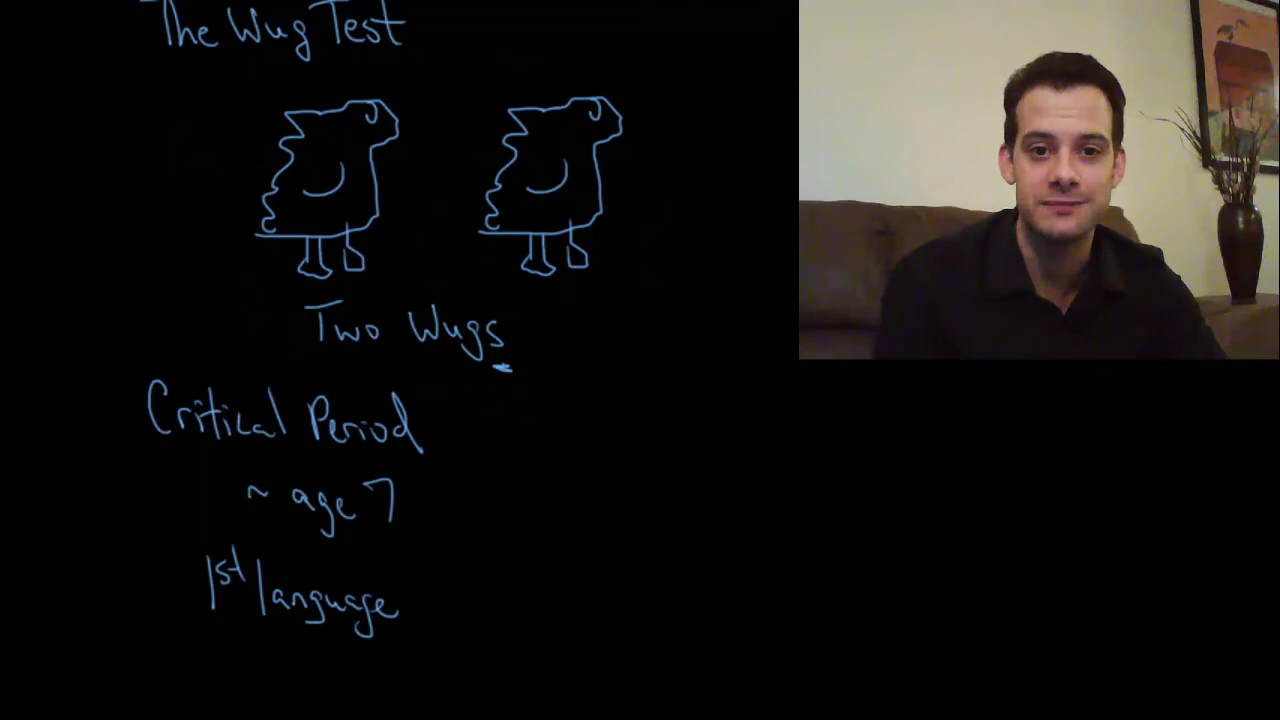 The Wug Test
Two Wugs
Critical Period
~ age 7
1st language